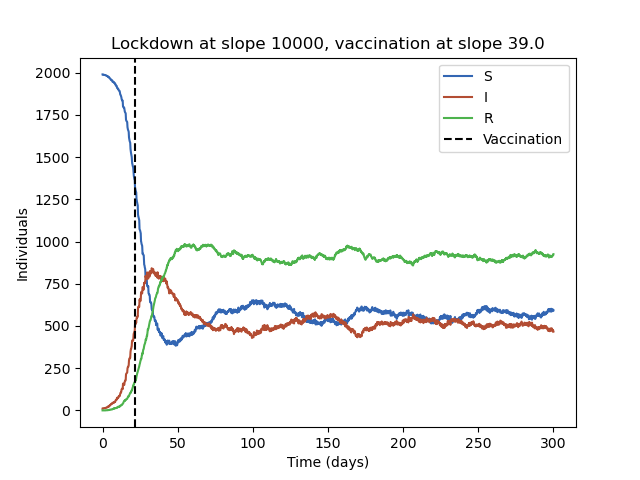 Lockdown at slope 10000, vaccination at slope 39.0
2000
1750
1500
1250
1000
750
500
250
0
Individuals
S
I
R
Vaccination
0 50 100 150 200 250 300
Time (days)